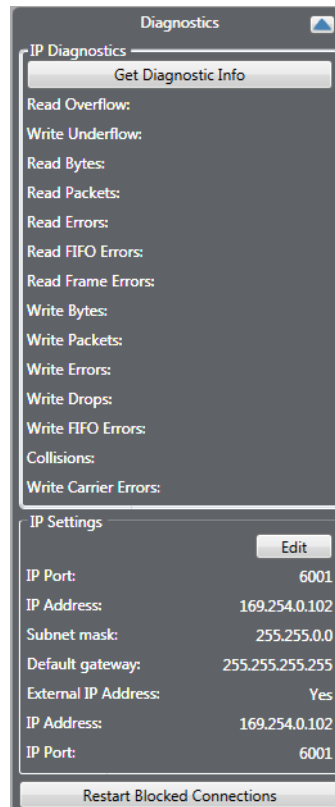 Diagnostics
IP Diagnostics
Get Diagnostic Info
Read Overflow:
Write Underflow:
Read Bytes:
Read Packets:
Read Errors:
Read FIFO Errors:
Read Frame Errors:
Write Bytes:
Write Packets:
Write Errors:
Write Drops:
Write FIFO Errors:
Collisions:
Write Carrier Errors:
IP Settings
Edit
IP Port: 6001
IP Address: 169.254.0.102
Subnet mask: 255.255.0.0
Default gateway: 255.255.255.255
External IP Address: Yes
IP Address: 169.254.0.102
IP Port: 6001
Restart Blocked Connections